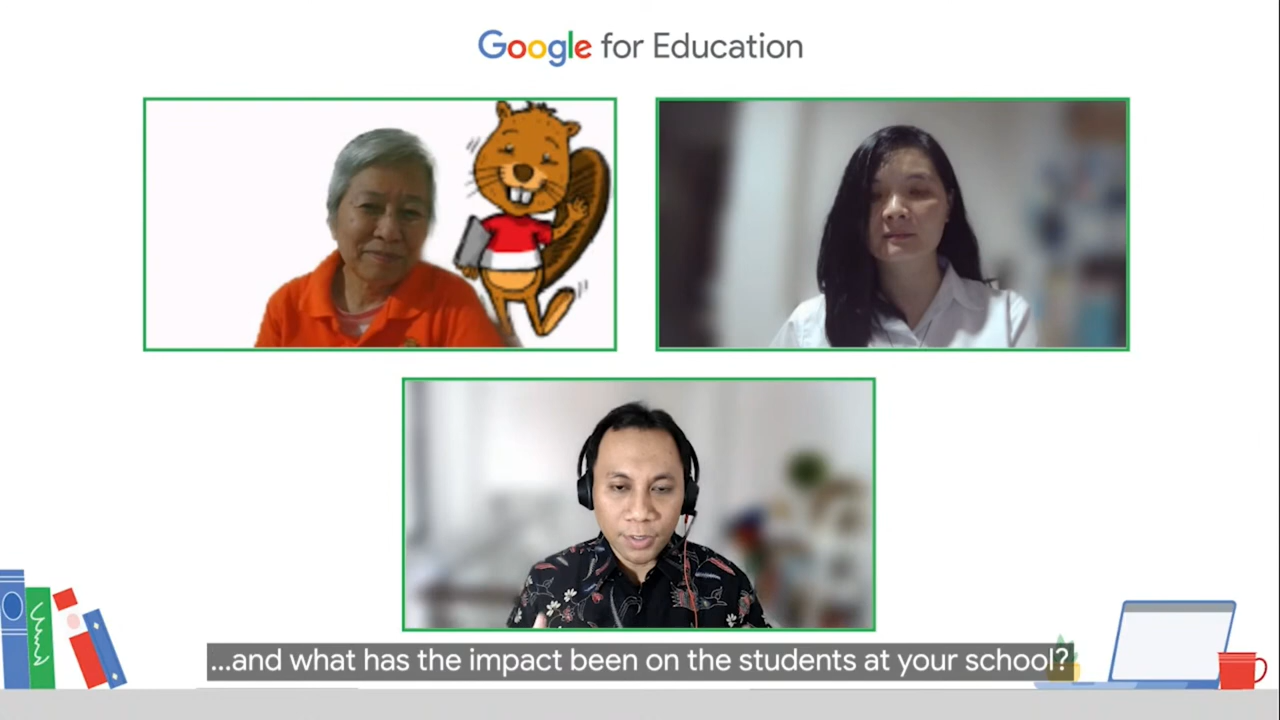 Google for Education
...and what has the impact been on the students at your school?